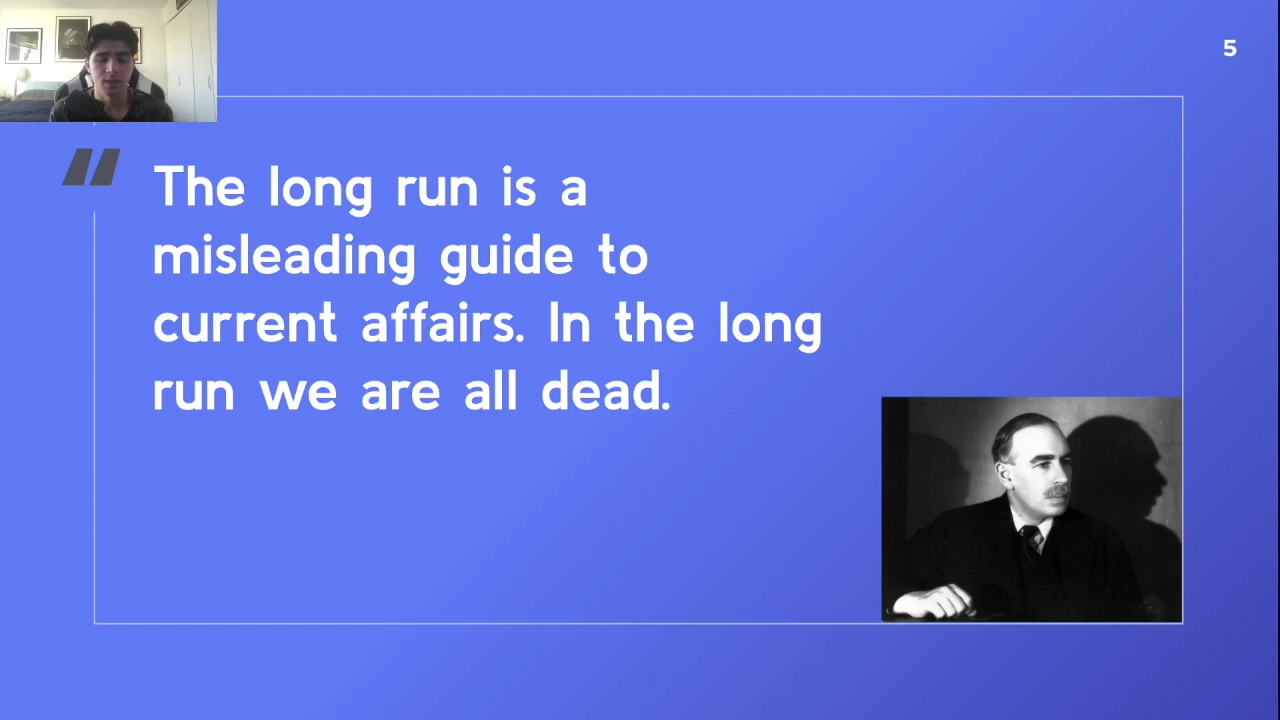 5
The long run is a
misleading guide to
current affairs. In the long
run we are all dead.